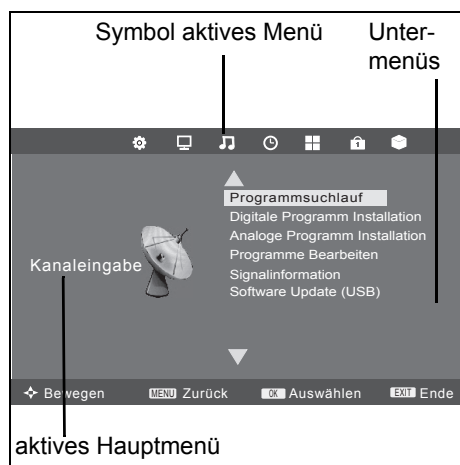 Symbol aktives Menü
Unter-
menüs
1
Programmsuchlauf
Digitale Programm Installation
Analoge Programm Installation
Programme Bearbeiten
Kanaleingabe
Signalinformation
Software Update (USB)
Bewegen MENU Zurück OK Auswählen EXIT Ende
aktives Hauptmenü